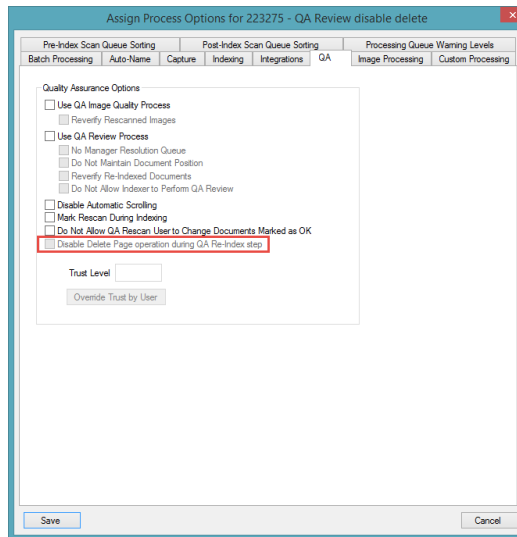 Assign Process Options for 223275 - QA Review disable delete
x
Pre-Index Scan Queue Sorting
Post-Index Scan Queue Sorting
Processing Queue Warning Levels
Batch Processing
Auto-Name
Capture
Indexing
Integrations
QA
Image Processing
Custom Processing
Quality Assurance Options
Use QA Image Quality Process
Reverify Rescanned Images
Use QA Review Process
No Manager Resolution Queue
Do Not Maintain Document Position
Reverify Re-Indexed Documents
Do Not Allow Indexer to Perform QA Review
Disable Automatic Scrolling
Mark Rescan During Indexing
Do Not Allow QA Rescan User to Change Documents Marked as OK
Disable Delete Page operation during QA Re-Index step
Trust Level
Override Trust by User
Save
Cancel